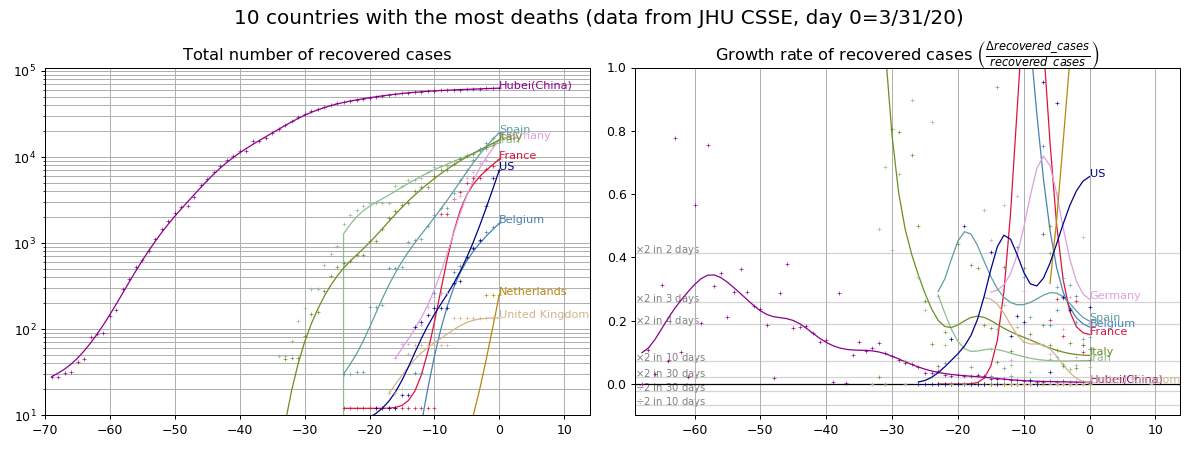 10 countries with the most deaths (data from JHU CSSE, day 0=3/31/20)
Total number of recovered cases
10^5
10^4
10^3
10^2
10^1
−70 −60 −50 −40 −30 −20 −10 0 10
Hubei(China)
Spain
Italy
France
US
Belgium
Netherlands
United Kingdom
Growth rate of recovered cases (Δrecovered_cases / recovered_cases)
1.0
0.8
0.6
0.4
0.2
0.0
−60 −50 −40 −30 −20 −10 0 10
×2 in 2 days
×2 in 3 days
×2 in 4 days
×2 in 10 days
×2 in 30 days
÷2 in 30 days
÷2 in 10 days
US
Germany
Spain
Belgium
France
Italy
Hubei(China)